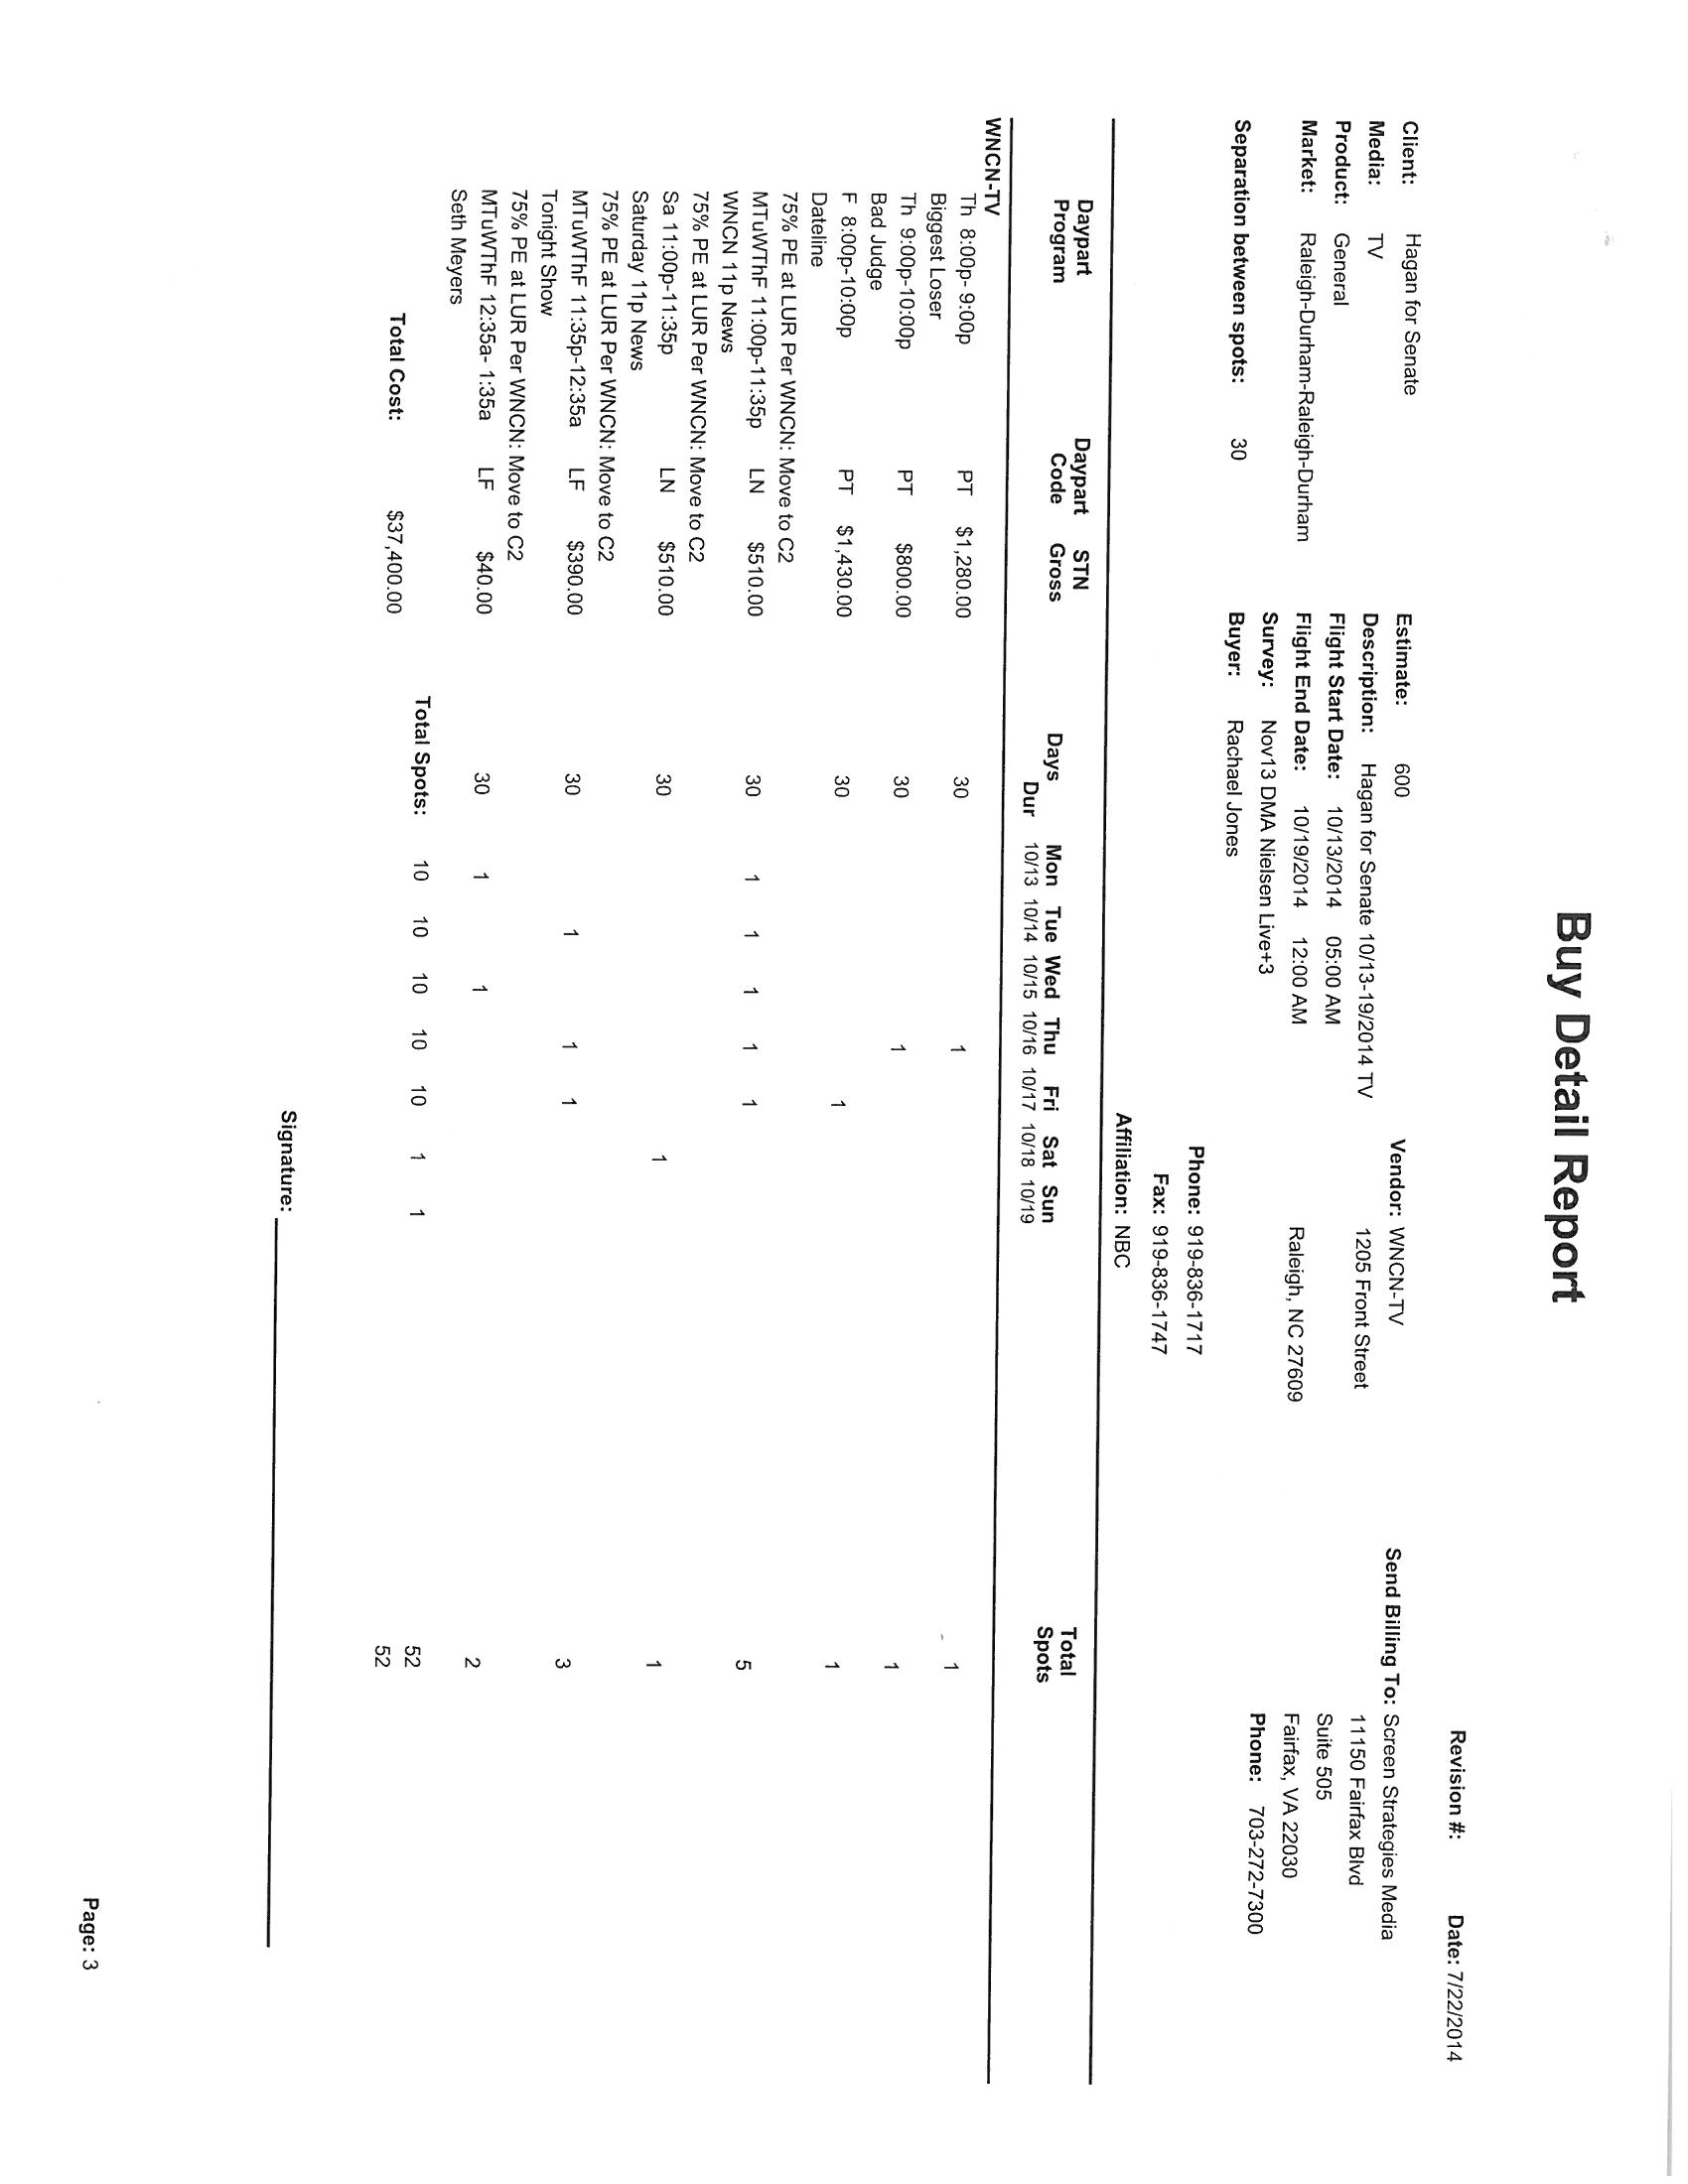 Buy Detail Report
Revision #: Date: 7/22/2014
Client: Hagan for Senate Estimate: 600 Vendor: WNCN-TV Send Billing To: Screen Strategies Media
Media: TV Description: Hagan for Senate 10/13-19/2014 TV 1205 Front Street 11150 Fairfax Blvd
Product: General Flight Start Date: 10/13/2014 05:00 AM Suite 505
Market: Raleigh-Durham-Raleigh-Durham Flight End Date: 10/19/2014 12:00 AM Raleigh, NC 27609 Fairfax, VA 22030
Survey: Nov13 DMA Nielsen Live+3 Phone: 703-272-7300
Separation between spots: 30 Buyer: Rachael Jones
Phone: 919-836-1717
Fax: 919-836-1747
Affiliation: NBC
Daypart Daypart STN Days Mon Tue Wed Thu Fri Sat Sun Total
Program Code Gross Dur 10/13 10/14 10/15 10/16 10/17 10/18 10/19 Spots
WNCN-TV
Th 8:00p- 9:00p PT $1,280.00 30 1 1
Biggest Loser
Th 9:00p-10:00p PT $800.00 30 1 1
Bad Judge
F 8:00p-10:00p PT $1,430.00 30 1 1
Dateline
75% PE at LUR Per WNCN: Move to C2
MTuWThF 11:00p-11:35p LN $510.00 30 1 1 1 1 1 5
WNCN 11p News
75% PE at LUR Per WNCN: Move to C2
Sa 11:00p-11:35p LN $510.00 30 1 1
Saturday 11p News
75% PE at LUR Per WNCN: Move to C2
MTuWThF 11:35p-12:35a LF $390.00 30 1 1 1 3
Tonight Show
75% PE at LUR Per WNCN: Move to C2
MTuWThF 12:35a- 1:35a LF $40.00 30 1 1 2
Seth Meyers
Total Spots: 10 10 10 10 10 1 1 52
Total Cost: $37,400.00 52
Signature:
Page: 3